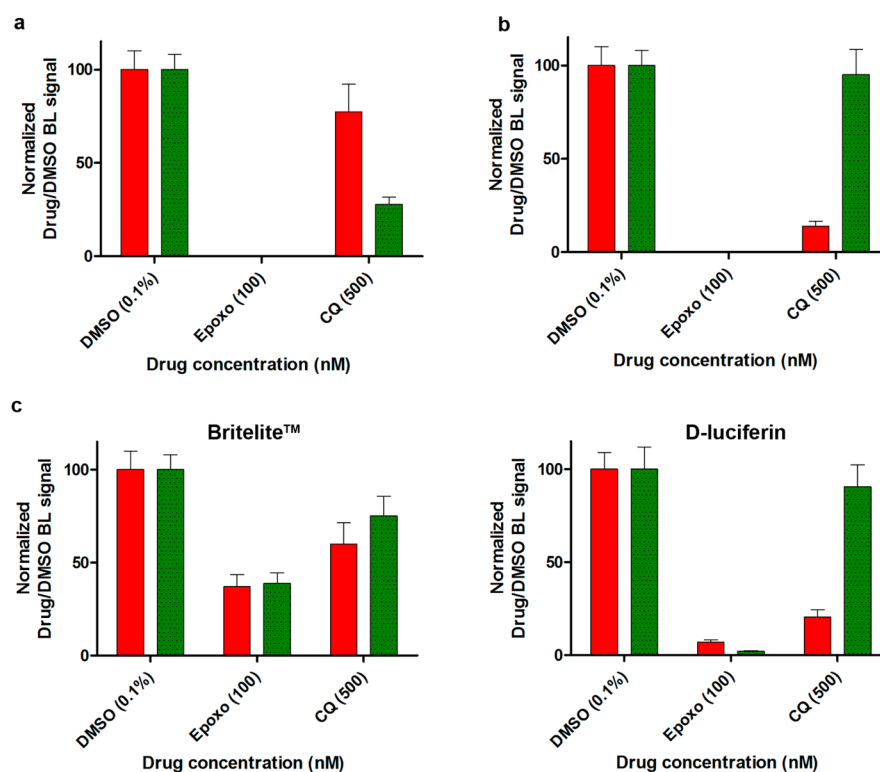 a
Normalized
Drug/DMSO BL signal
100
50
0
DMSO (0.1%)
Epoxo (100)
CQ (500)
Drug concentration (nM)
b
Normalized
Drug/DMSO BL signal
100
50
0
DMSO (0.1%)
Epoxo (100)
CQ (500)
Drug concentration (nM)
c
Britelite™
Normalized
Drug/DMSO BL signal
100
50
0
DMSO (0.1%)
Epoxo (100)
CQ (500)
Drug concentration (nM)
D-luciferin
Normalized
Drug/DMSO BL signal
100
50
0
DMSO (0.1%)
Epoxo (100)
CQ (500)
Drug concentration (nM)